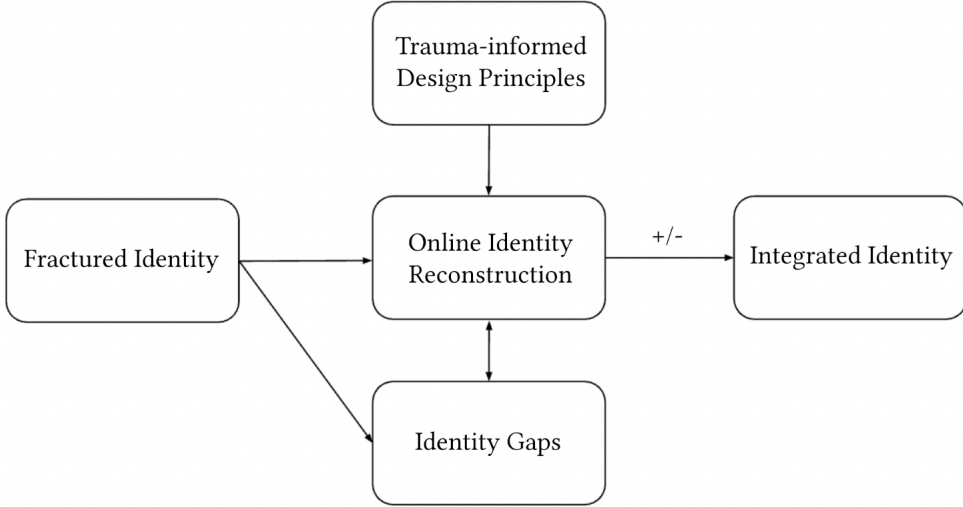 Trauma-informed
Design Principles
Fractured Identity
Online Identity
Reconstruction
+/-
Integrated Identity
Identity Gaps